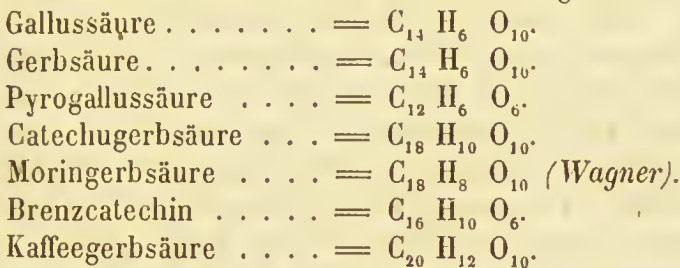 Gallussäure . . . . . . . = C₁₄ H₆ O₁₀.
Gerbsäure . . . . . . . . = C₁₄ H₆ O₁₀.
Pyrogallussäure . . . . = C₁₂ H₆ O₆.
Catechugerbsäure . . . = C₁₈ H₁₀ O₁₀.
Moringerbsäure . . . . = C₁₈ H₈ O₁₀ (Wagner).
Brenzcatechin . . . . . = C₁₆ H₁₀ O₆.
Kaffeegerbsäure . . . . = C₂₀ H₁₂ O₁₀.